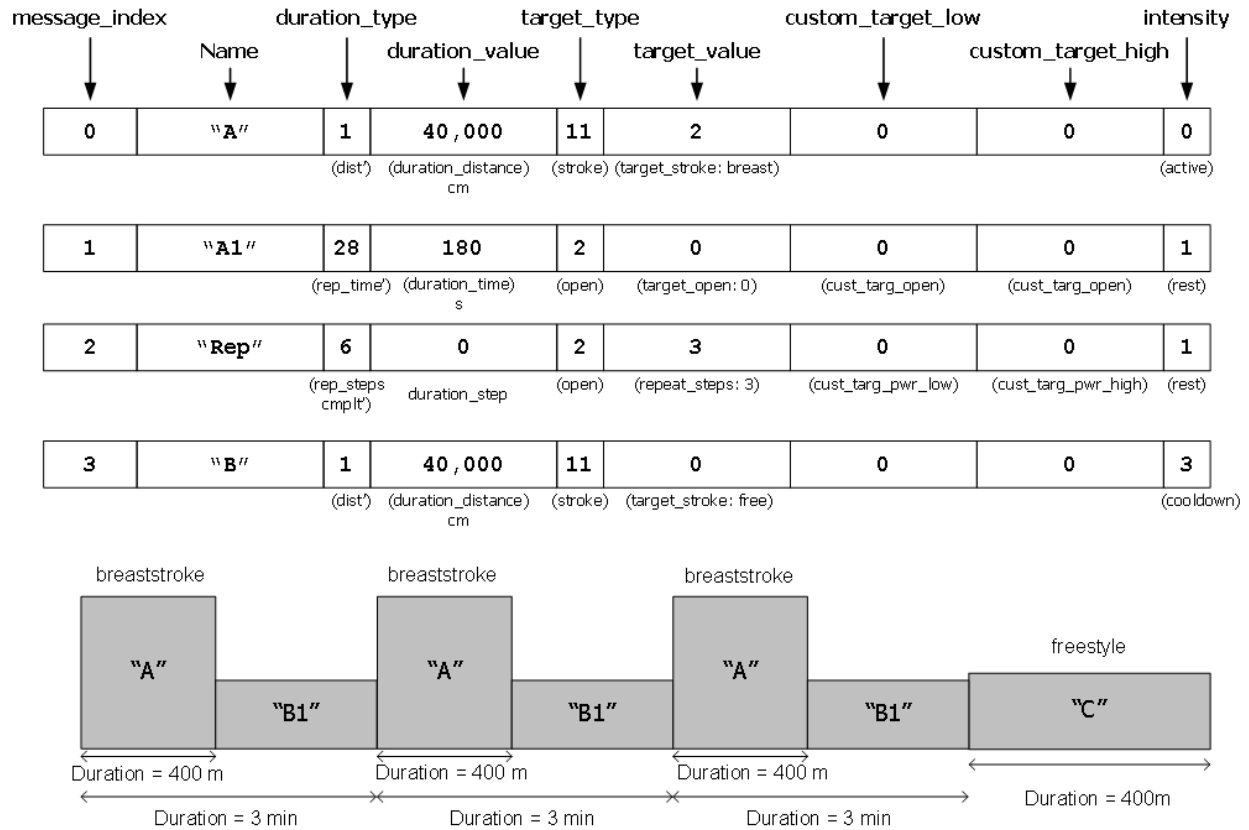 message_index duration_type target_type custom_target_low intensity
Name duration_value target_value custom_target_high
0 “A” 1 40,000 11 2 0 0 0
(dist’) (duration_distance) (stroke) (target_stroke: breast) (active)
cm
1 “A1” 28 180 2 0 0 0 1
(rep_time’) (duration_time) (open) (target_open: 0) (cust_targ_open) (cust_targ_open) (rest)
s
2 “Rep” 6 0 2 3 0 0 1
(rep_steps duration_step (open) (repeat_steps: 3) (cust_targ_pwr_low) (cust_targ_pwr_high) (rest)
cmplt’)
3 “B” 1 40,000 11 0 0 0 3
(dist’) (duration_distance) (stroke) (target_stroke: free) (cooldown)
cm
breaststroke breaststroke breaststroke
freestyle
“A” “A” “A”
“B1” “B1” “B1” “C”
Duration = 400 m Duration = 400 m Duration = 400 m
Duration = 3 min Duration = 3 min Duration = 3 min Duration = 400m